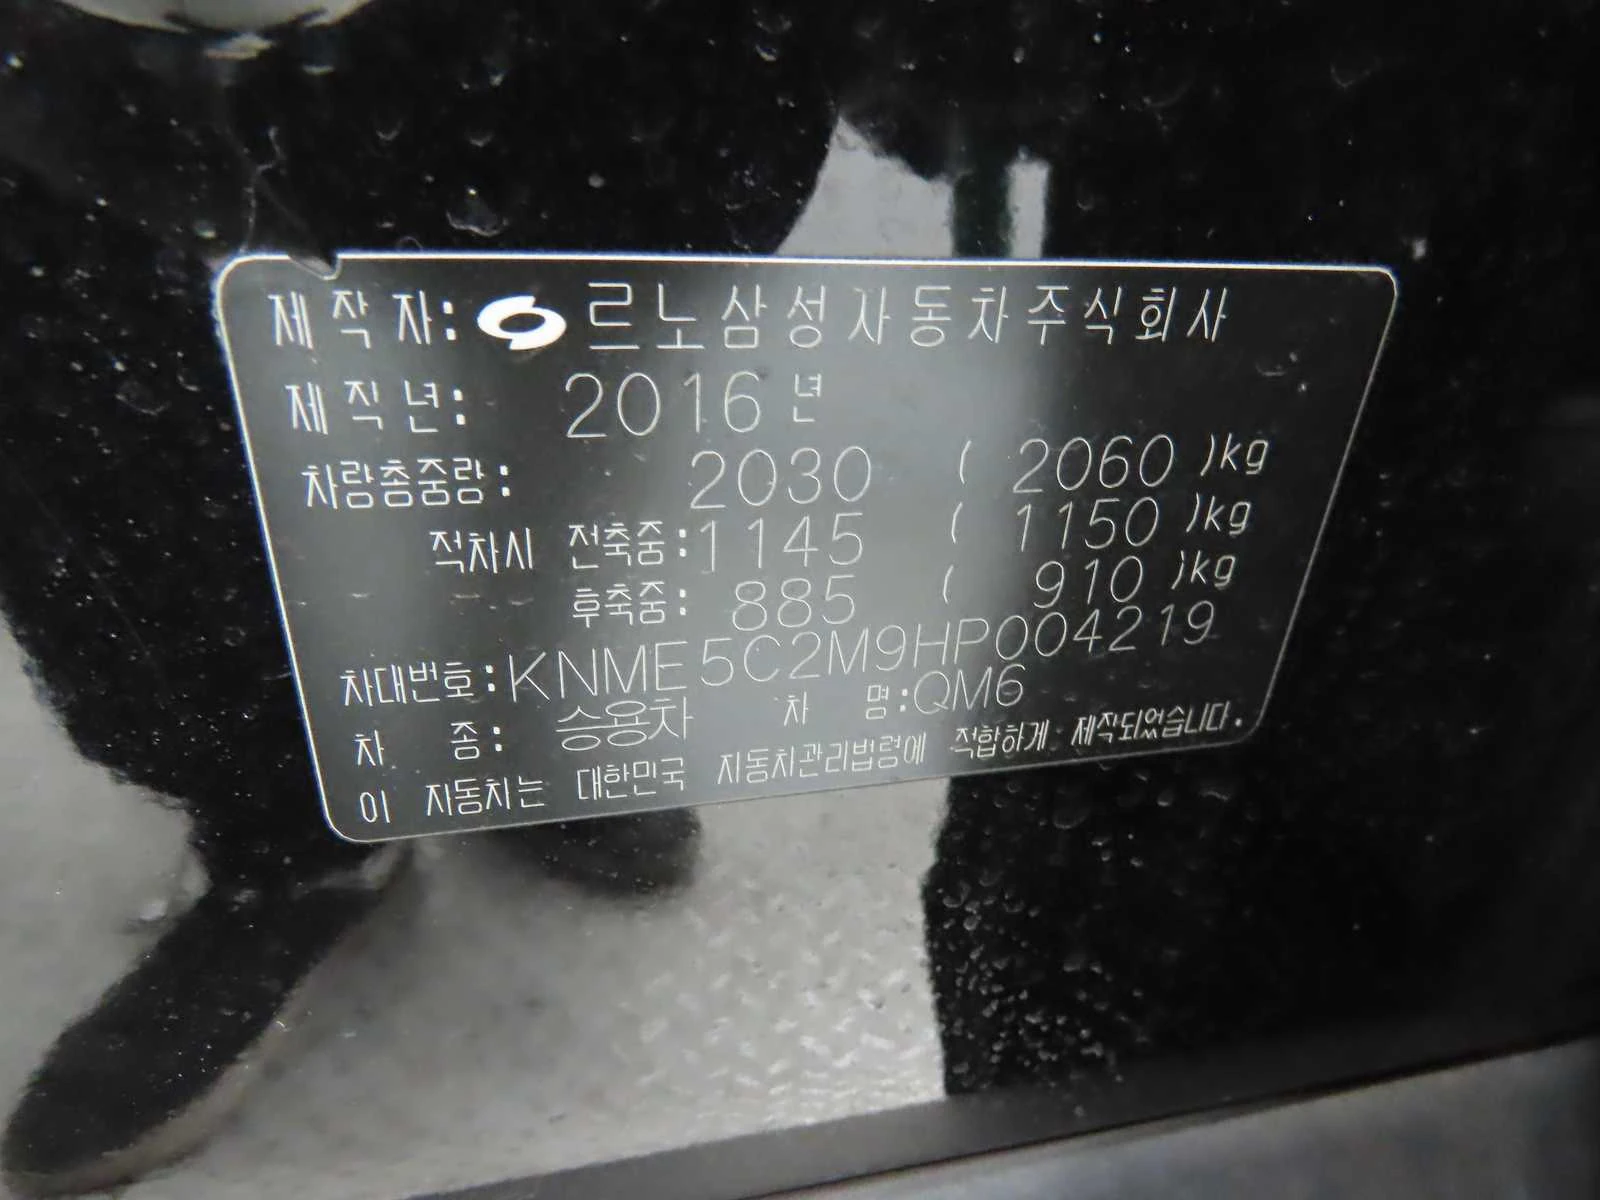 제작자: 르노삼성자동차주식회사
제작년: 2016 년
차량총중량: 2030 ( 2060 )kg
적차시 전축중: 1145 ( 1150 )kg
후축중: 885 ( 910 )kg
차대번호: KNME5C2M9HP004219
차 종: 승용차 차 명: QM6
이 자동차는 대한민국 자동차관리법령에 적합하게 제작되었습니다.